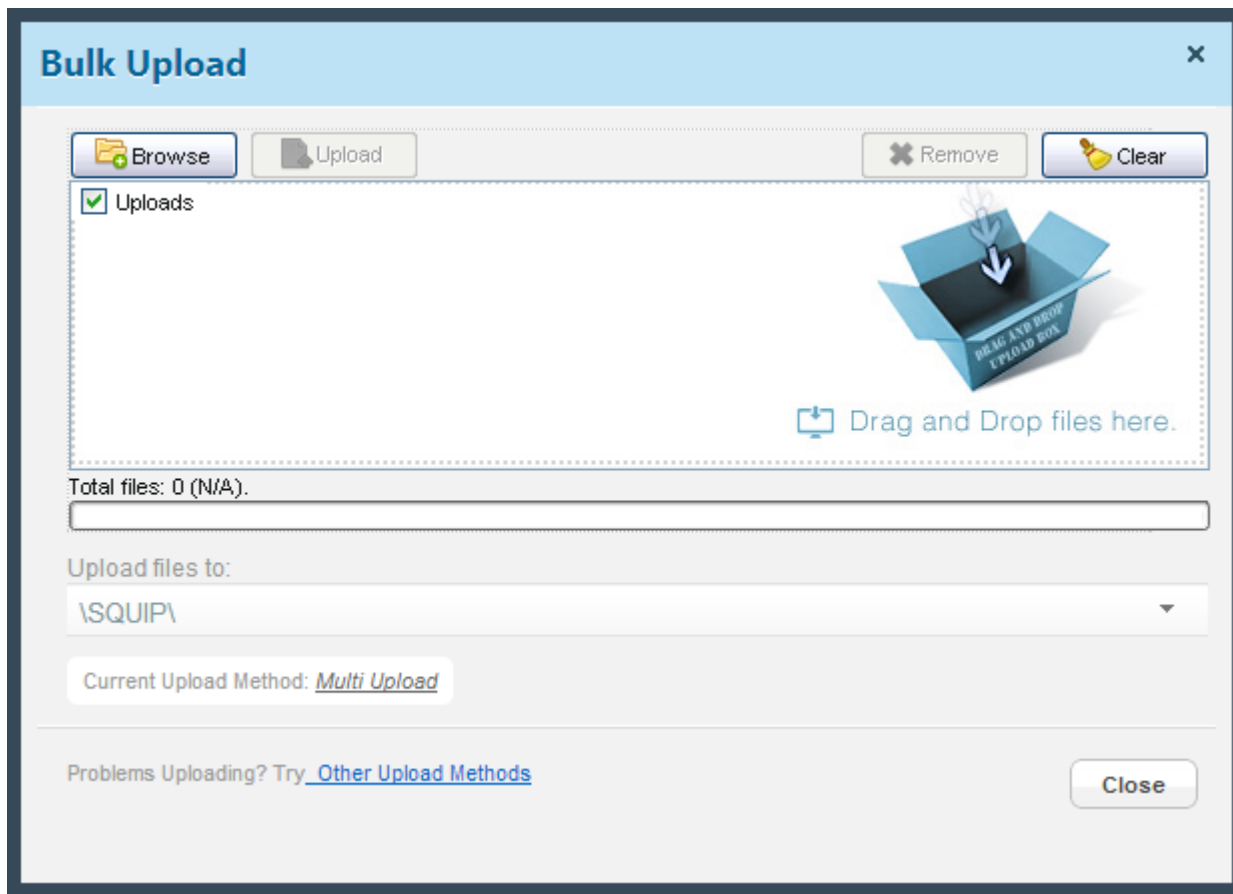 Bulk Upload
Browse
Upload
Remove
Clear
Uploads
DRAG AND DROP
UPLOAD BOX
Drag and Drop files here.
Total files: 0 (N/A).
Upload files to:
\SQUIP\
Current Upload Method: Multi Upload
Problems Uploading? Try Other Upload Methods
Close